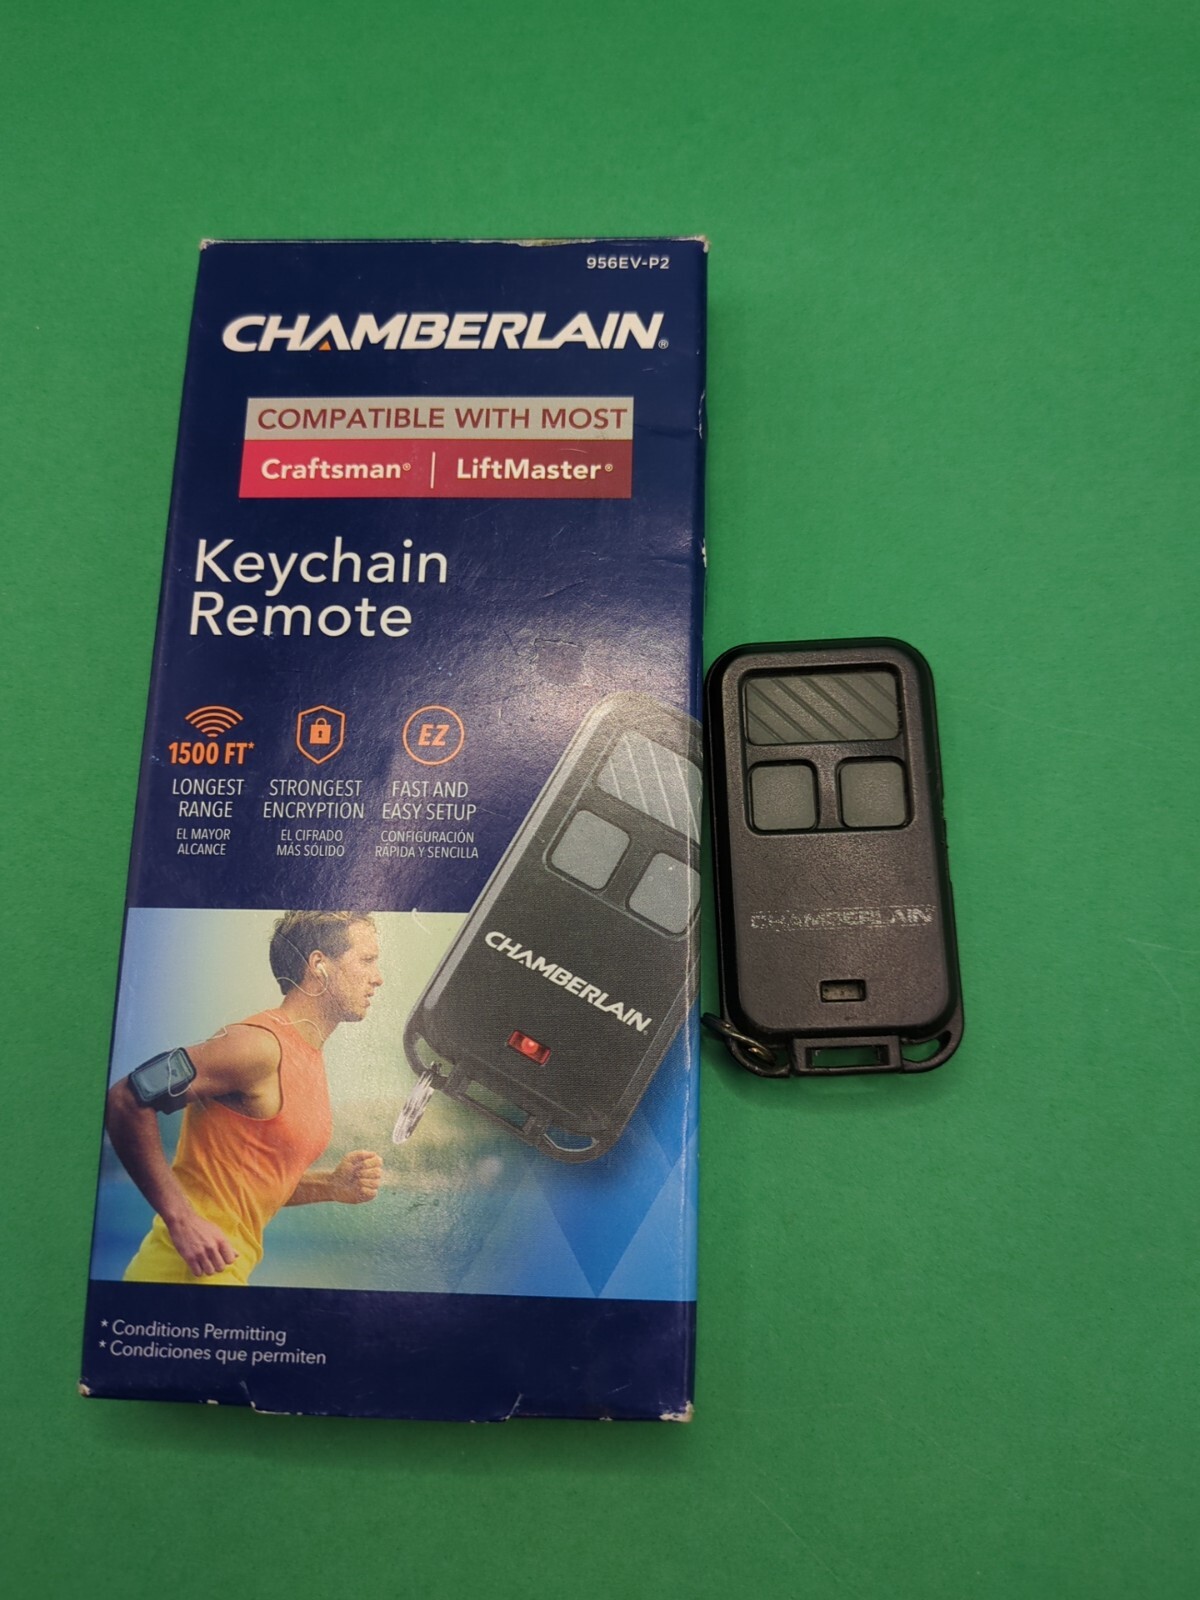 956EV-P2
CHAMBERLAIN®
COMPATIBLE WITH MOST
Craftsman® | LiftMaster®
Keychain
Remote
1500 FT*
LONGEST
RANGE
EL MAYOR
ALCANCE
STRONGEST
ENCRYPTION
EL CIFRADO
MÁS SÓLIDO
EZ
FAST AND
EASY SETUP
CONFIGURACIÓN
RÁPIDA Y SENCILLA
CHAMBERLAIN®
CHAMBERLAIN
* Conditions Permitting
* Condiciones que permiten